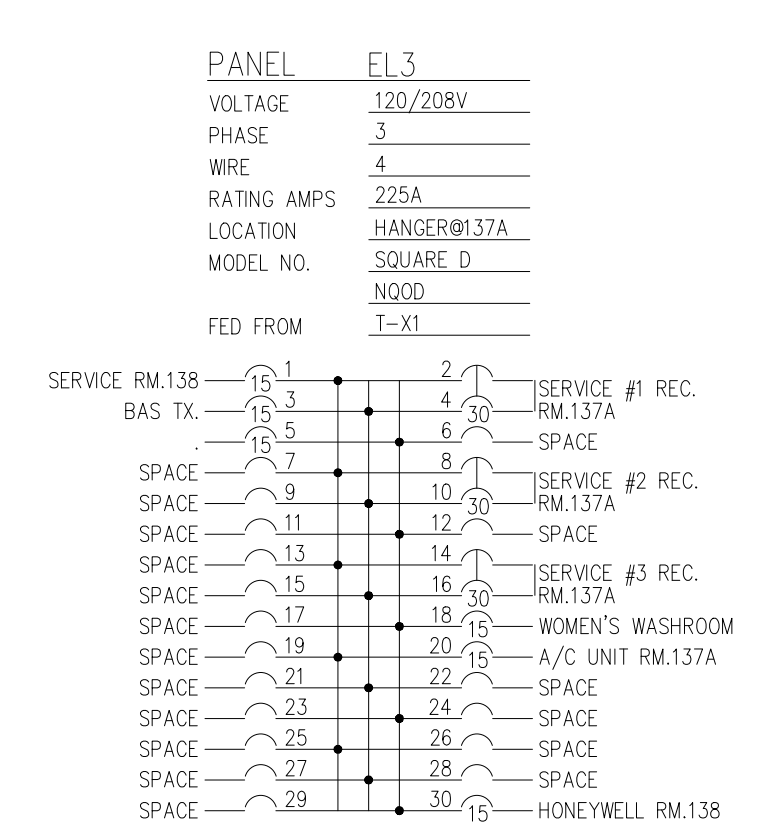 PANEL EL3
VOLTAGE 120/208V
PHASE 3
WIRE 4
RATING AMPS 225A
LOCATION HANGER@137A
MODEL NO. SQUARE D
NQOD
FED FROM T-X1
SERVICE RM.138 15 1 2 SERVICE #1 REC.
BAS TX. 15 3 4 30 RM.137A
. 15 5 6 SPACE
SPACE 7 8 SERVICE #2 REC.
SPACE 9 10 30 RM.137A
SPACE 11 12 SPACE
SPACE 13 14 SERVICE #3 REC.
SPACE 15 16 30 RM.137A
SPACE 17 18 15 WOMEN'S WASHROOM
SPACE 19 20 15 A/C UNIT RM.137A
SPACE 21 22 SPACE
SPACE 23 24 SPACE
SPACE 25 26 SPACE
SPACE 27 28 SPACE
SPACE 29 30 15 HONEYWELL RM.138